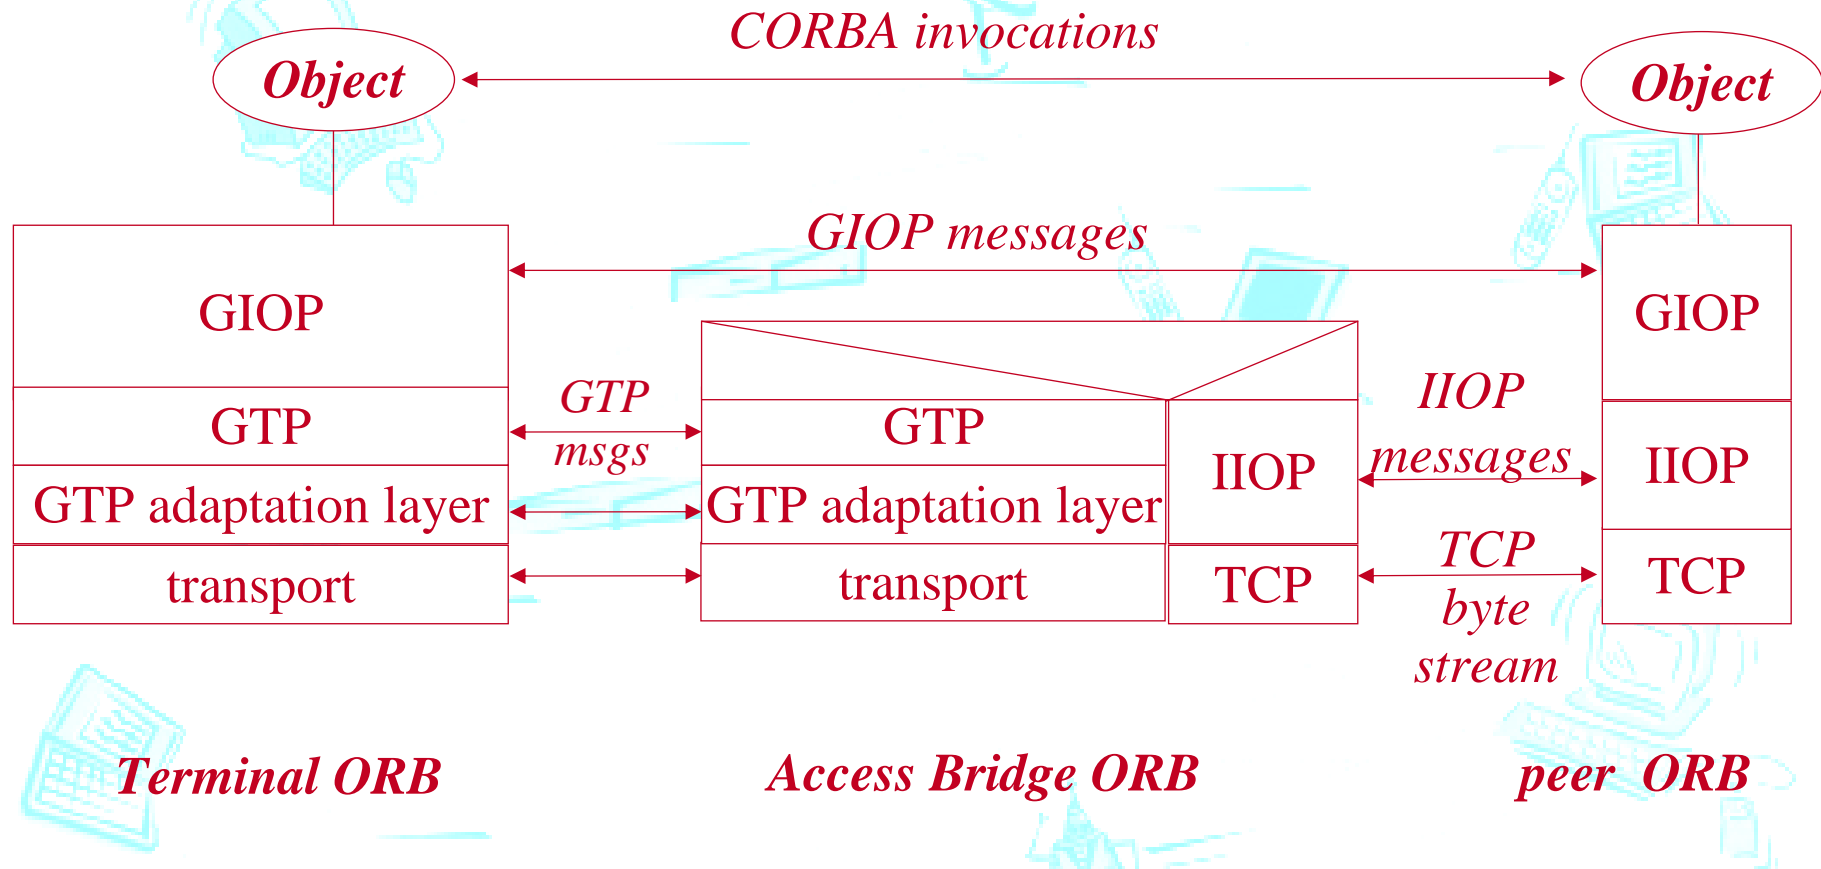 CORBA invocations
Object
Object
GIOP messages
GIOP
GIOP
GTP
msgs
IIOP
messages
GTP
GTP
IIOP
IIOP
GTP adaptation layer
GTP adaptation layer
TCP
byte
stream
transport
transport
TCP
TCP
Terminal ORB
Access Bridge ORB
peer ORB